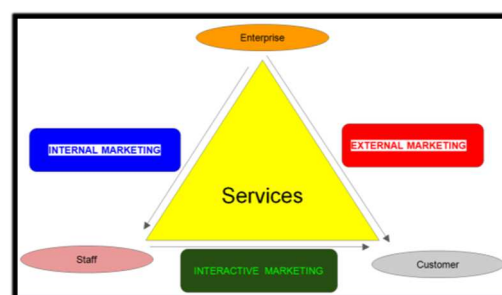 Enterprise
INTERNAL MARKETING
EXTERNAL MARKETING
Services
Staff
INTERACTIVE MARKETING
Customer